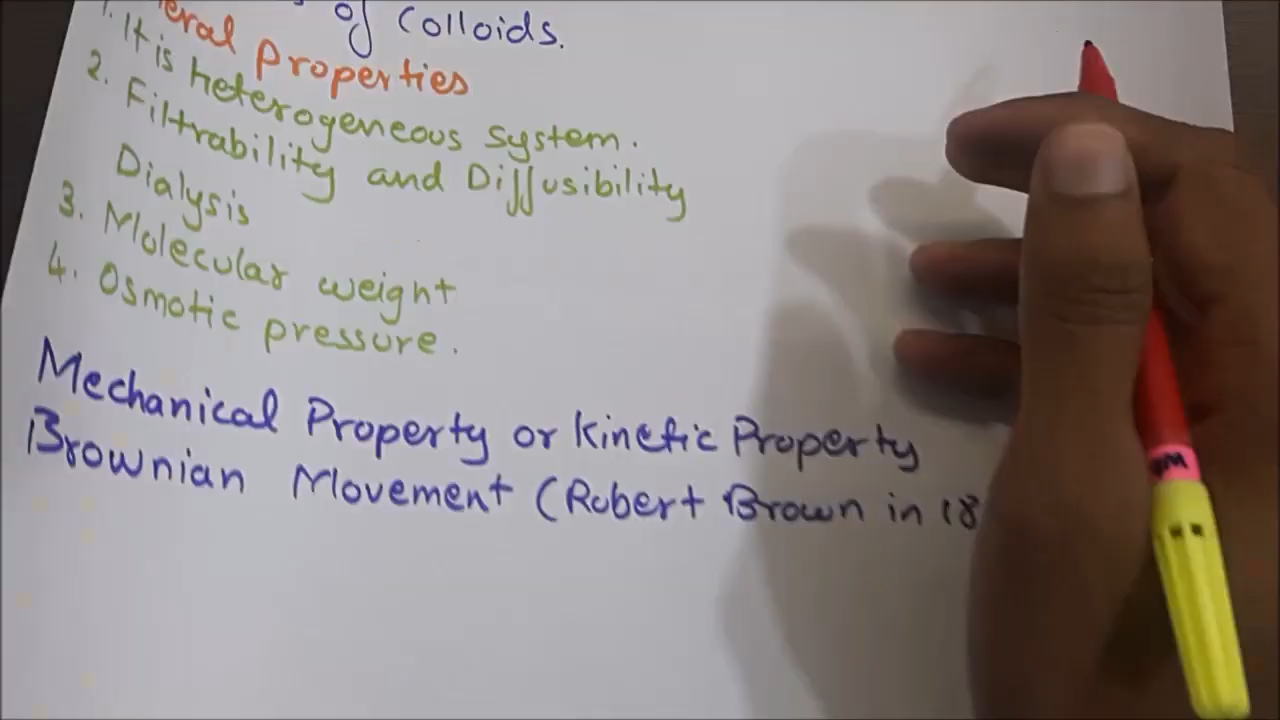 of Colloids.
Properties
1. It is heterogeneous system.
2. Filtrability and Diffusibility
Dialysis
3. Molecular weight
4. Osmotic pressure.
Mechanical Property or Kinetic Property
Brownian Movement (Robert Brown in 18